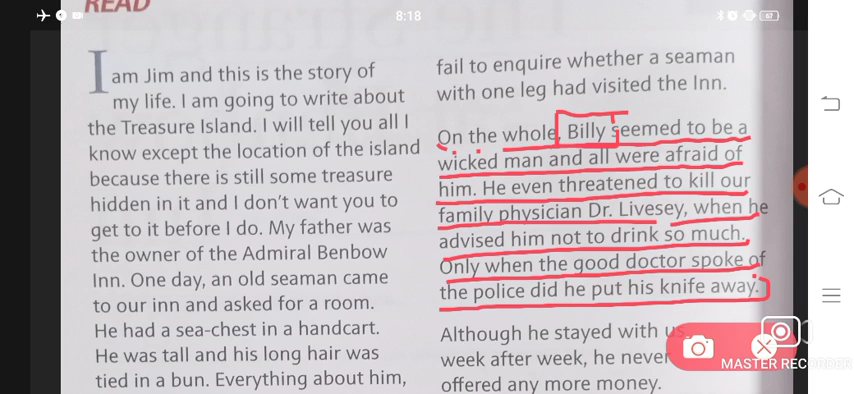 READ
8:18
67
I am Jim and this is the story of
my life. I am going to write about
the Treasure Island. I will tell you all I
know except the location of the island
because there is still some treasure
hidden in it and I don't want you to
get to it before I do. My father was
the owner of the Admiral Benbow
Inn. One day, an old seaman came
to our inn and asked for a room.
He had a sea-chest in a handcart.
He was tall and his long hair was
tied in a bun. Everything about him,
fail to enquire whether a seaman
with one leg had visited the Inn.
On the whole, Billy seemed to be a
wicked man and all were afraid of
him. He even threatened to kill our
family physician Dr. Livesey, when he
advised him not to drink so much.
Only when the good doctor spoke of
the police did he put his knife away.
Although he stayed with us
week after week, he never
offered any more money.
MASTER RECORDER